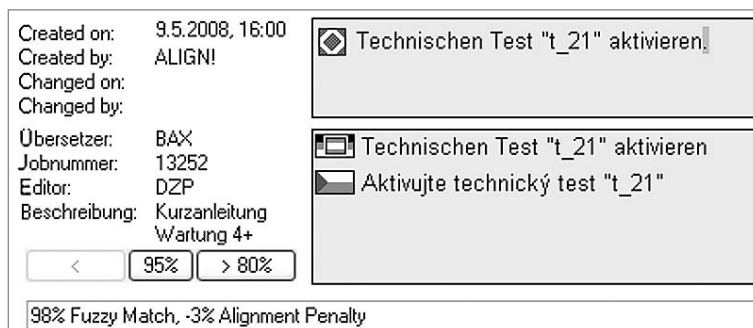 Created on: 9.5.2008, 16:00
Created by: ALIGN!
Changed on:
Changed by:
Übersetzer: BAX
Jobnummer: 13252
Editor: DZP
Beschreibung: Kurzanleitung
Wartung 4+
< 95% > 80%
Technischen Test "t_21" aktivieren.
Technischen Test "t_21" aktivieren
Aktivujte technický test "t_21"
98% Fuzzy Match, -3% Alignment Penalty